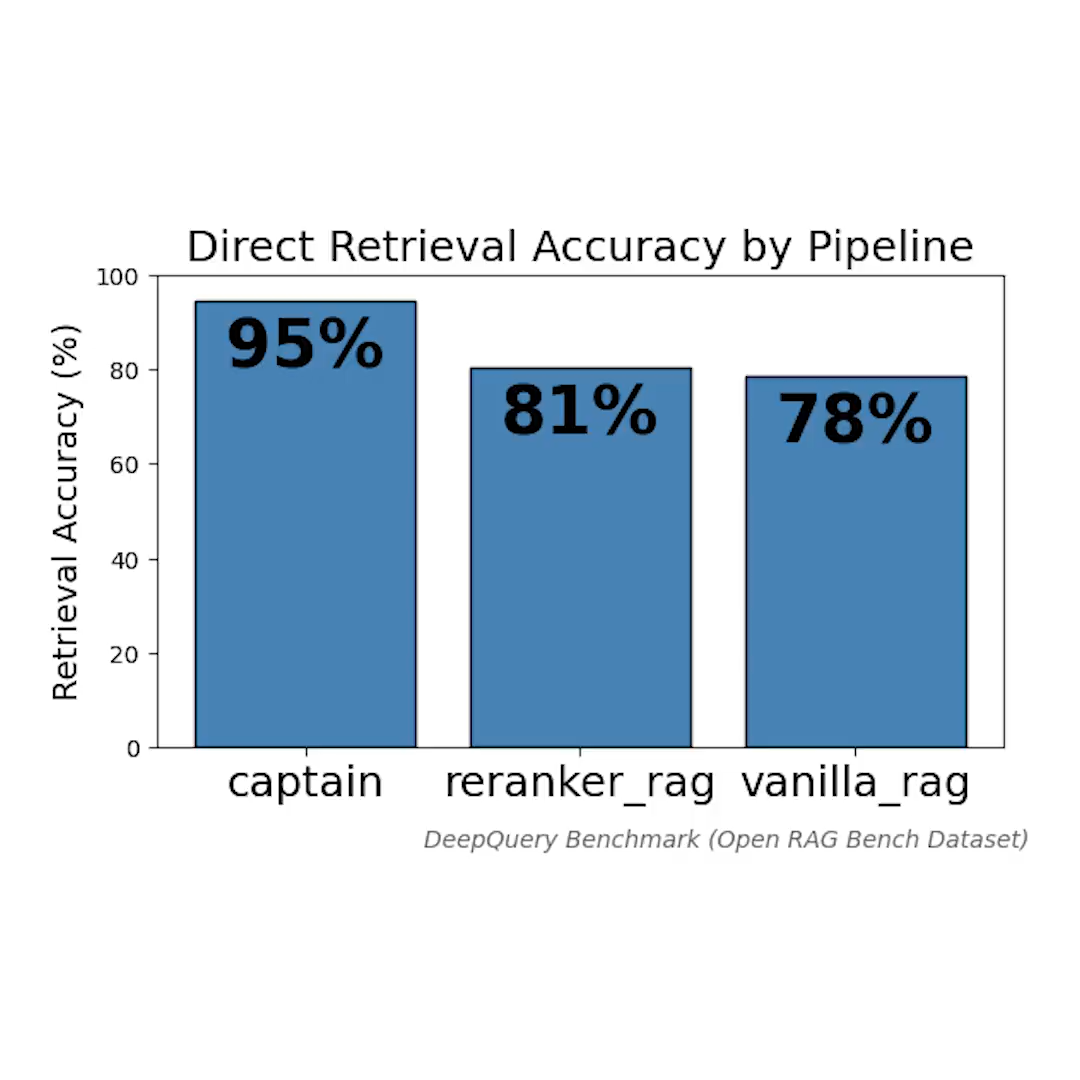 Direct Retrieval Accuracy by Pipeline
Retrieval Accuracy (%)
100
80
60
40
20
0
95%
81%
78%
captain
reranker_rag
vanilla_rag
DeepQuery Benchmark (Open RAG Bench Dataset)